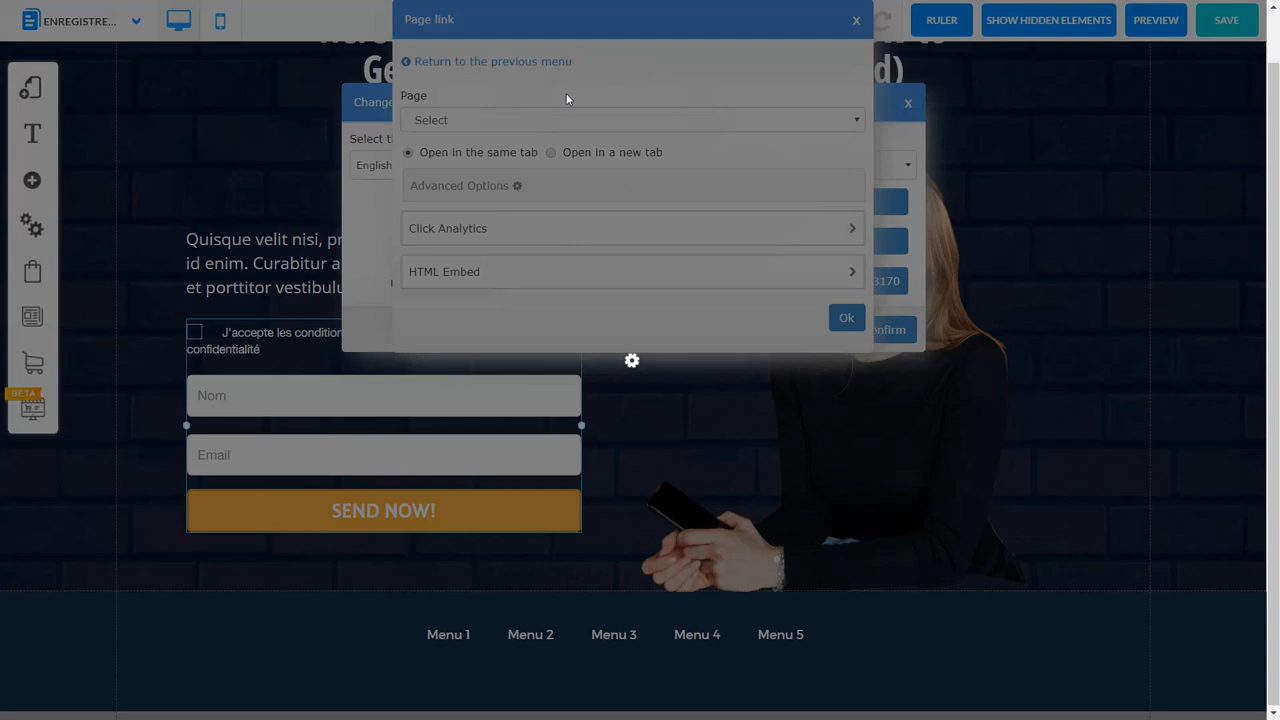 ENREGISTRE...
RULER
SHOW HIDDEN ELEMENTS
PREVIEW
SAVE
Page link
x
Return to the previous menu
Page
Select
Open in the same tab
Open in a new tab
Advanced Options
Click Analytics
HTML Embed
Ok
Ge
d)
Change
x
Select t
English
3170
nfirm
Quisque velit nisi, pr
id enim. Curabitur a
et porttitor vestibulu
J'accepte les condition
confidentialité
Nom
Email
SEND NOW!
BETA
Menu 1
Menu 2
Menu 3
Menu 4
Menu 5